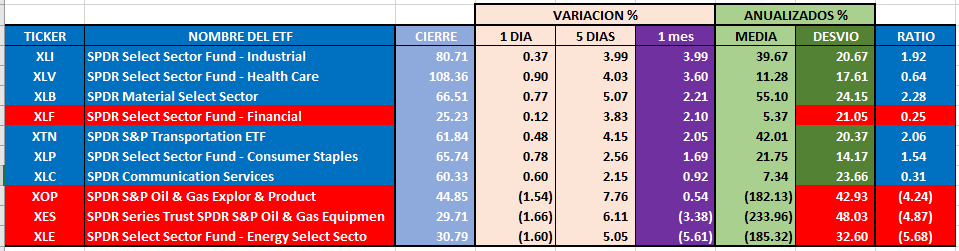 VARIACION % ANUALIZADOS %
TICKER NOMBRE DEL ETF CIERRE 1 DIA 5 DIAS 1 mes MEDIA DESVIO RATIO
XLI SPDR Select Sector Fund - Industrial 80.71 0.37 3.99 3.99 39.67 20.67 1.92
XLV SPDR Select Sector Fund - Health Care 108.36 0.90 4.03 3.60 11.28 17.61 0.64
XLB SPDR Material Select Sector 66.51 0.77 5.07 2.21 55.10 24.15 2.28
XLF SPDR Select Sector Fund - Financial 25.23 0.12 3.83 2.10 5.37 21.05 0.25
XTN SPDR S&P Transportation ETF 61.84 0.48 4.15 2.05 42.01 20.37 2.06
XLP SPDR Select Sector Fund - Consumer Staples 65.74 0.78 2.56 1.69 21.75 14.17 1.54
XLC SPDR Communication Services 60.33 0.60 2.15 0.92 7.34 23.66 0.31
XOP SPDR S&P Oil & Gas Explor & Product 44.85 (1.54) 7.76 0.54 (182.13) 42.93 (4.24)
XES SPDR Series Trust SPDR S&P Oil & Gas Equipmen 29.71 (1.66) 6.11 (3.38) (233.96) 48.03 (4.87)
XLE SPDR Select Sector Fund - Energy Select Secto 30.79 (1.60) 5.05 (5.61) (185.32) 32.60 (5.68)